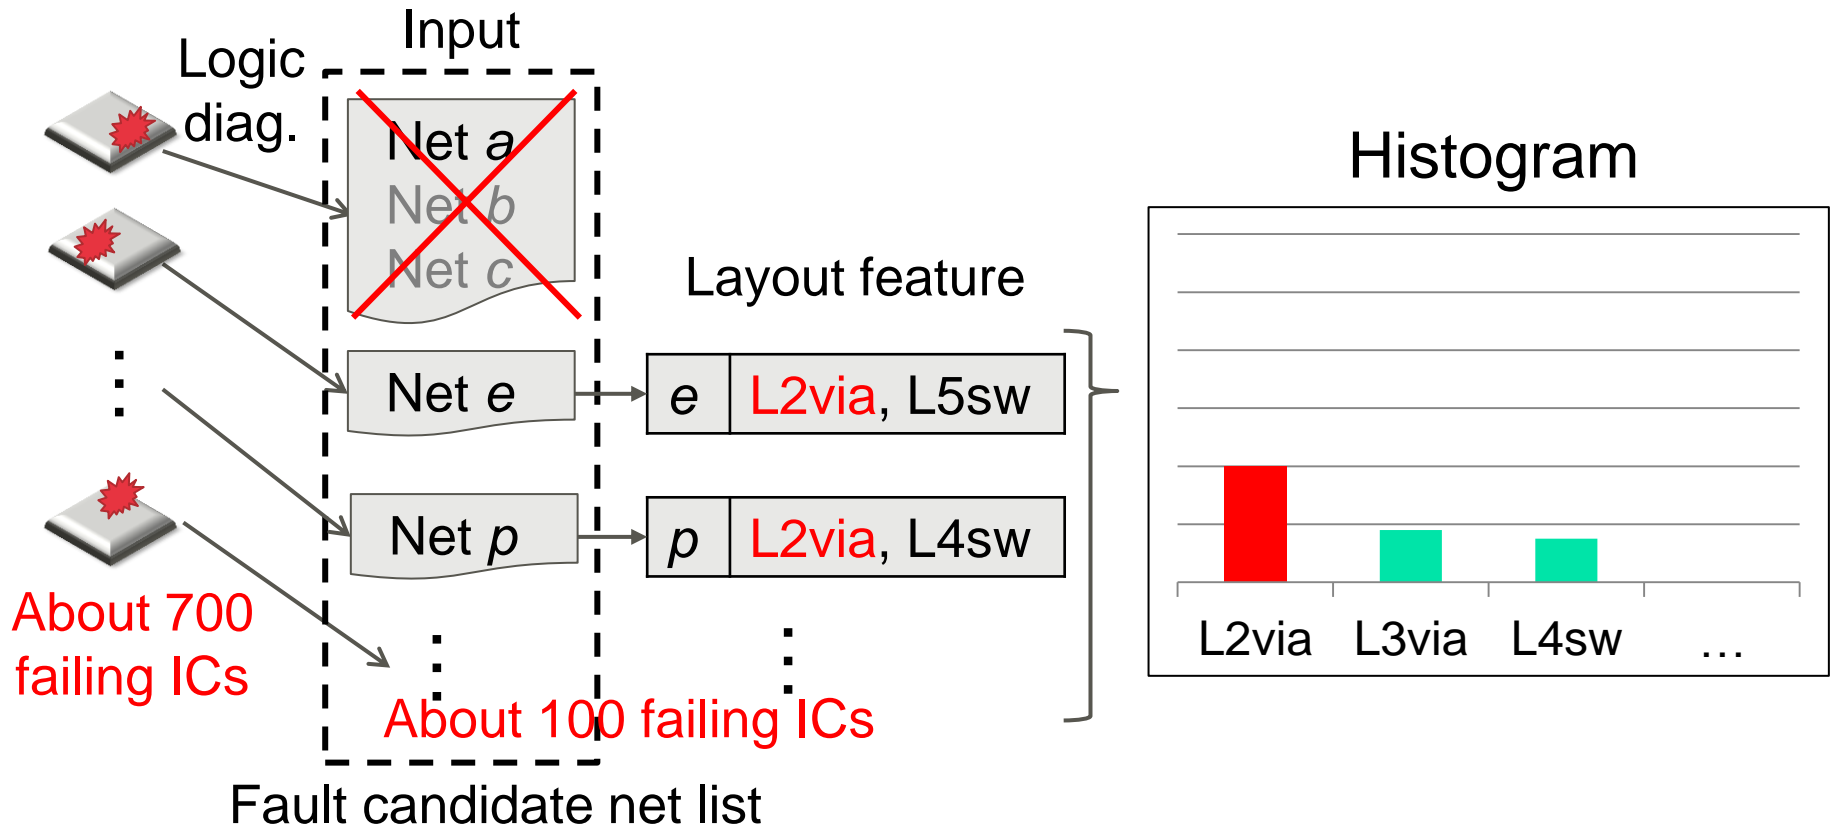 Input
Logic
diag.
Net a
Net b
Net c
Net e
Net p
About 700
failing ICs
About 100 failing ICs
Fault candidate net list
Layout feature
e L2via, L5sw
p L2via, L4sw
Histogram
L2via L3via L4sw …